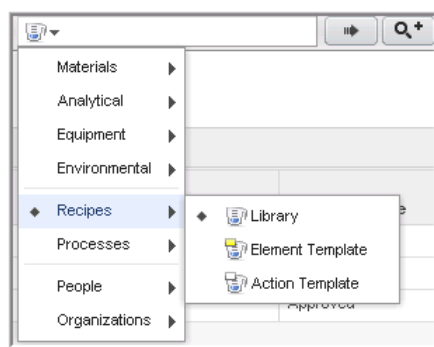 Materials
Analytical
Equipment
Environmental
Recipes
Library
Processes
Element Template
People
Action Template
Organizations
Approved